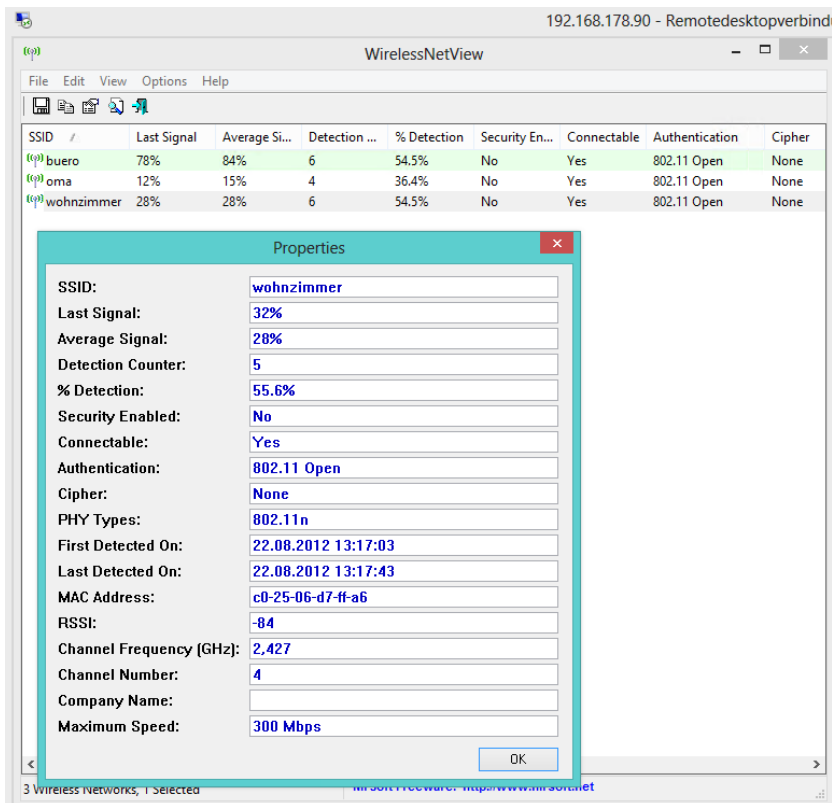 192.168.178.90 - Remotedesktopverbind
WirelessNetView
File Edit View Options Help
SSID / Last Signal Average Si... Detection ... % Detection Security En... Connectable Authentication Cipher
buero 78% 84% 6 54.5% No Yes 802.11 Open None
oma 12% 15% 4 36.4% No Yes 802.11 Open None
wohnzimmer 28% 28% 6 54.5% No Yes 802.11 Open None
Properties
SSID: wohnzimmer
Last Signal: 32%
Average Signal: 28%
Detection Counter: 5
% Detection: 55.6%
Security Enabled: No
Connectable: Yes
Authentication: 802.11 Open
Cipher: None
PHY Types: 802.11n
First Detected On: 22.08.2012 13:17:03
Last Detected On: 22.08.2012 13:17:43
MAC Address: c0-25-06-d7-ff-a6
RSSI: -84
Channel Frequency (GHz): 2,427
Channel Number: 4
Company Name:
Maximum Speed: 300 Mbps
OK
3 Wireless Networks, 1 Selected NirSoft Freeware. http://www.nirsoft.net